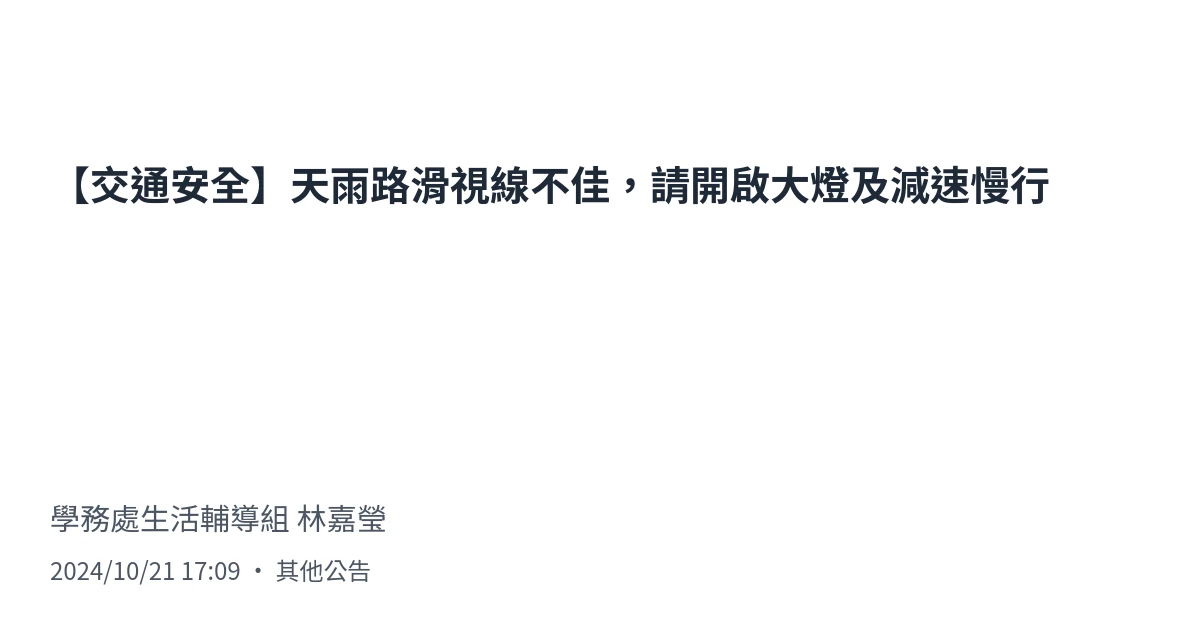 【交通安全】天雨路滑視線不佳，請開啟大燈及減速慢行
學務處生活輔導組 林嘉瑩
2024/10/21 17:09 • 其他公告